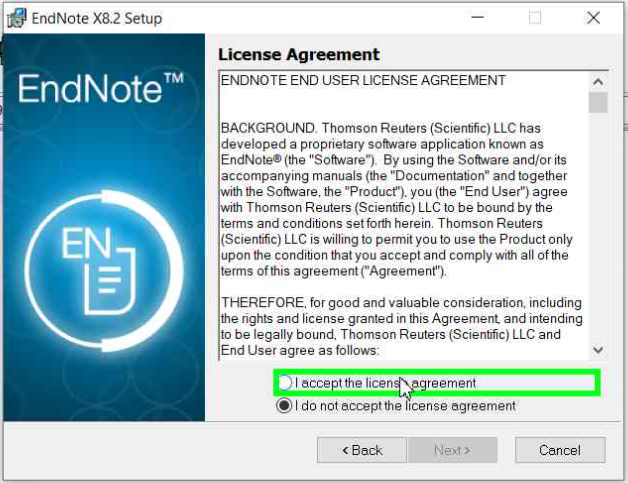 EndNote X8.2 Setup
EndNote™
EN
License Agreement
ENDNOTE END USER LICENSE AGREEMENT
BACKGROUND. Thomson Reuters (Scientific) LLC has
developed a proprietary software application known as
EndNote® (the "Software"). By using the Software and/or its
accompanying manuals (the "Documentation" and together
with the Software, the "Product"), you (the "End User") agree
with Thomson Reuters (Scientific) LLC to be bound by the
terms and conditions set forth herein. Thomson Reuters
(Scientific) LLC is willing to permit you to use the Product only
upon the condition that you accept and comply with all of the
terms of this agreement ("Agreement").
THEREFORE, for good and valuable consideration, including
the rights and license granted in this Agreement, and intending
to be legally bound, Thomson Reuters (Scientific) LLC and
End User agree as follows:
I accept the license agreement
I do not accept the license agreement
< Back Next > Cancel